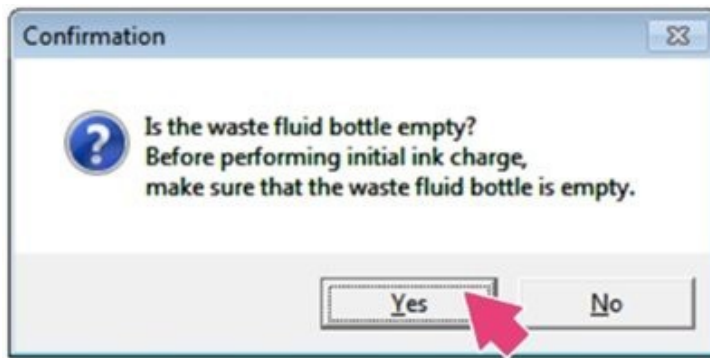 Confirmation
Is the waste fluid bottle empty?
Before performing initial ink charge,
make sure that the waste fluid bottle is empty.
Yes No